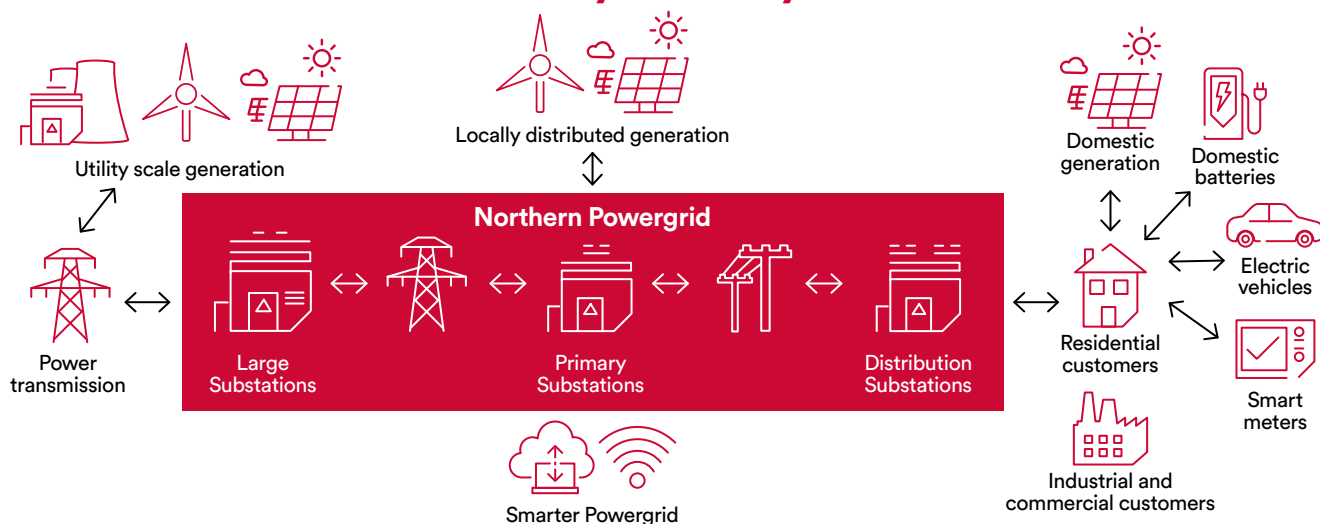 Utility scale generation
Locally distributed generation
Domestic
generation
Domestic
batteries
Northern Powergrid
Electric
vehicles
Power
transmission
Large
Substations
Primary
Substations
Distribution
Substations
Residential
customers
Smart
meters
Industrial and
commercial customers
Smarter Powergrid